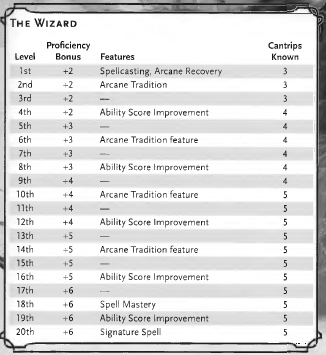 THE WIZARD
Proficiency Cantrips
Level Bonus Features Known
1st +2 Spellcasting, Arcane Recovery 3
2nd +2 Arcane Tradition 3
3rd +2 — 3
4th +2 Ability Score Improvement 4
5th +3 — 4
6th +3 Arcane Tradition feature 4
7th +3 — 4
8th +3 Ability Score Improvement 4
9th +4 — 4
10th +4 Arcane Tradition feature 5
11th +4 — 5
12th +4 Ability Score Improvement 5
13th +5 — 5
14th +5 Arcane Tradition feature 5
15th +5 — 5
16th +5 Ability Score Improvement 5
17th +6 — 5
18th +6 Spell Mastery 5
19th +6 Ability Score Improvement 5
20th +6 Signature Spell 5